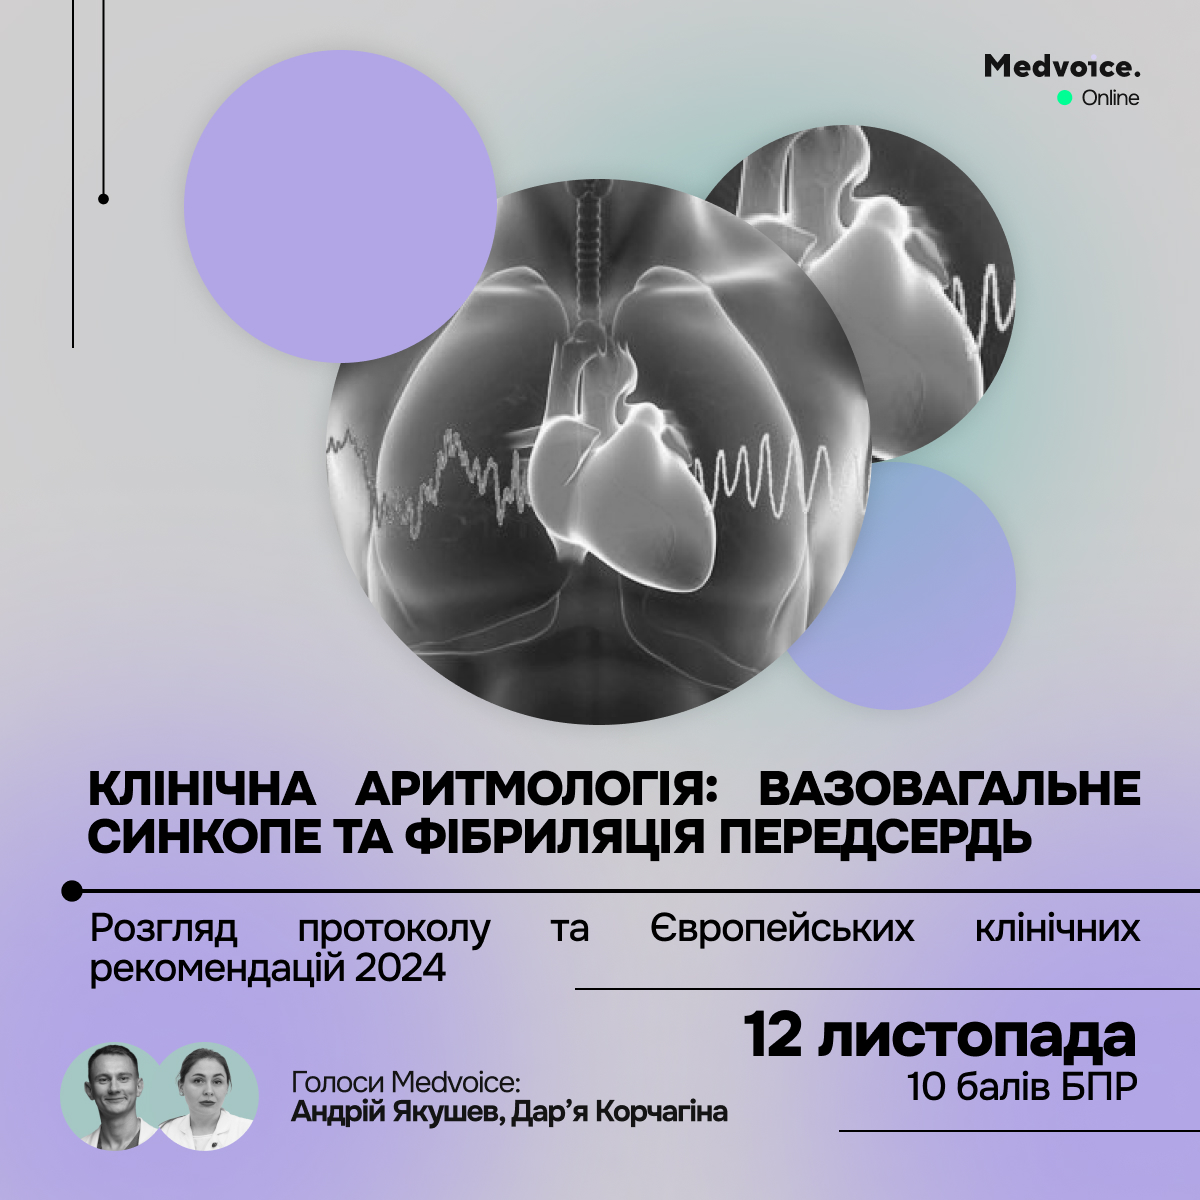 Medvoice.
Online
КЛІНІЧНА АРИТМОЛОГІЯ: ВАЗОВАГАЛЬНЕ
СИНКОПЕ ТА ФІБРИЛЯЦІЯ ПЕРЕДСЕРДЬ
Розгляд протоколу та Європейських клінічних
рекомендацій 2024
12 листопада
10 балів БПР
Голоси Medvoice:
Андрій Якушев, Дар’я Корчагіна